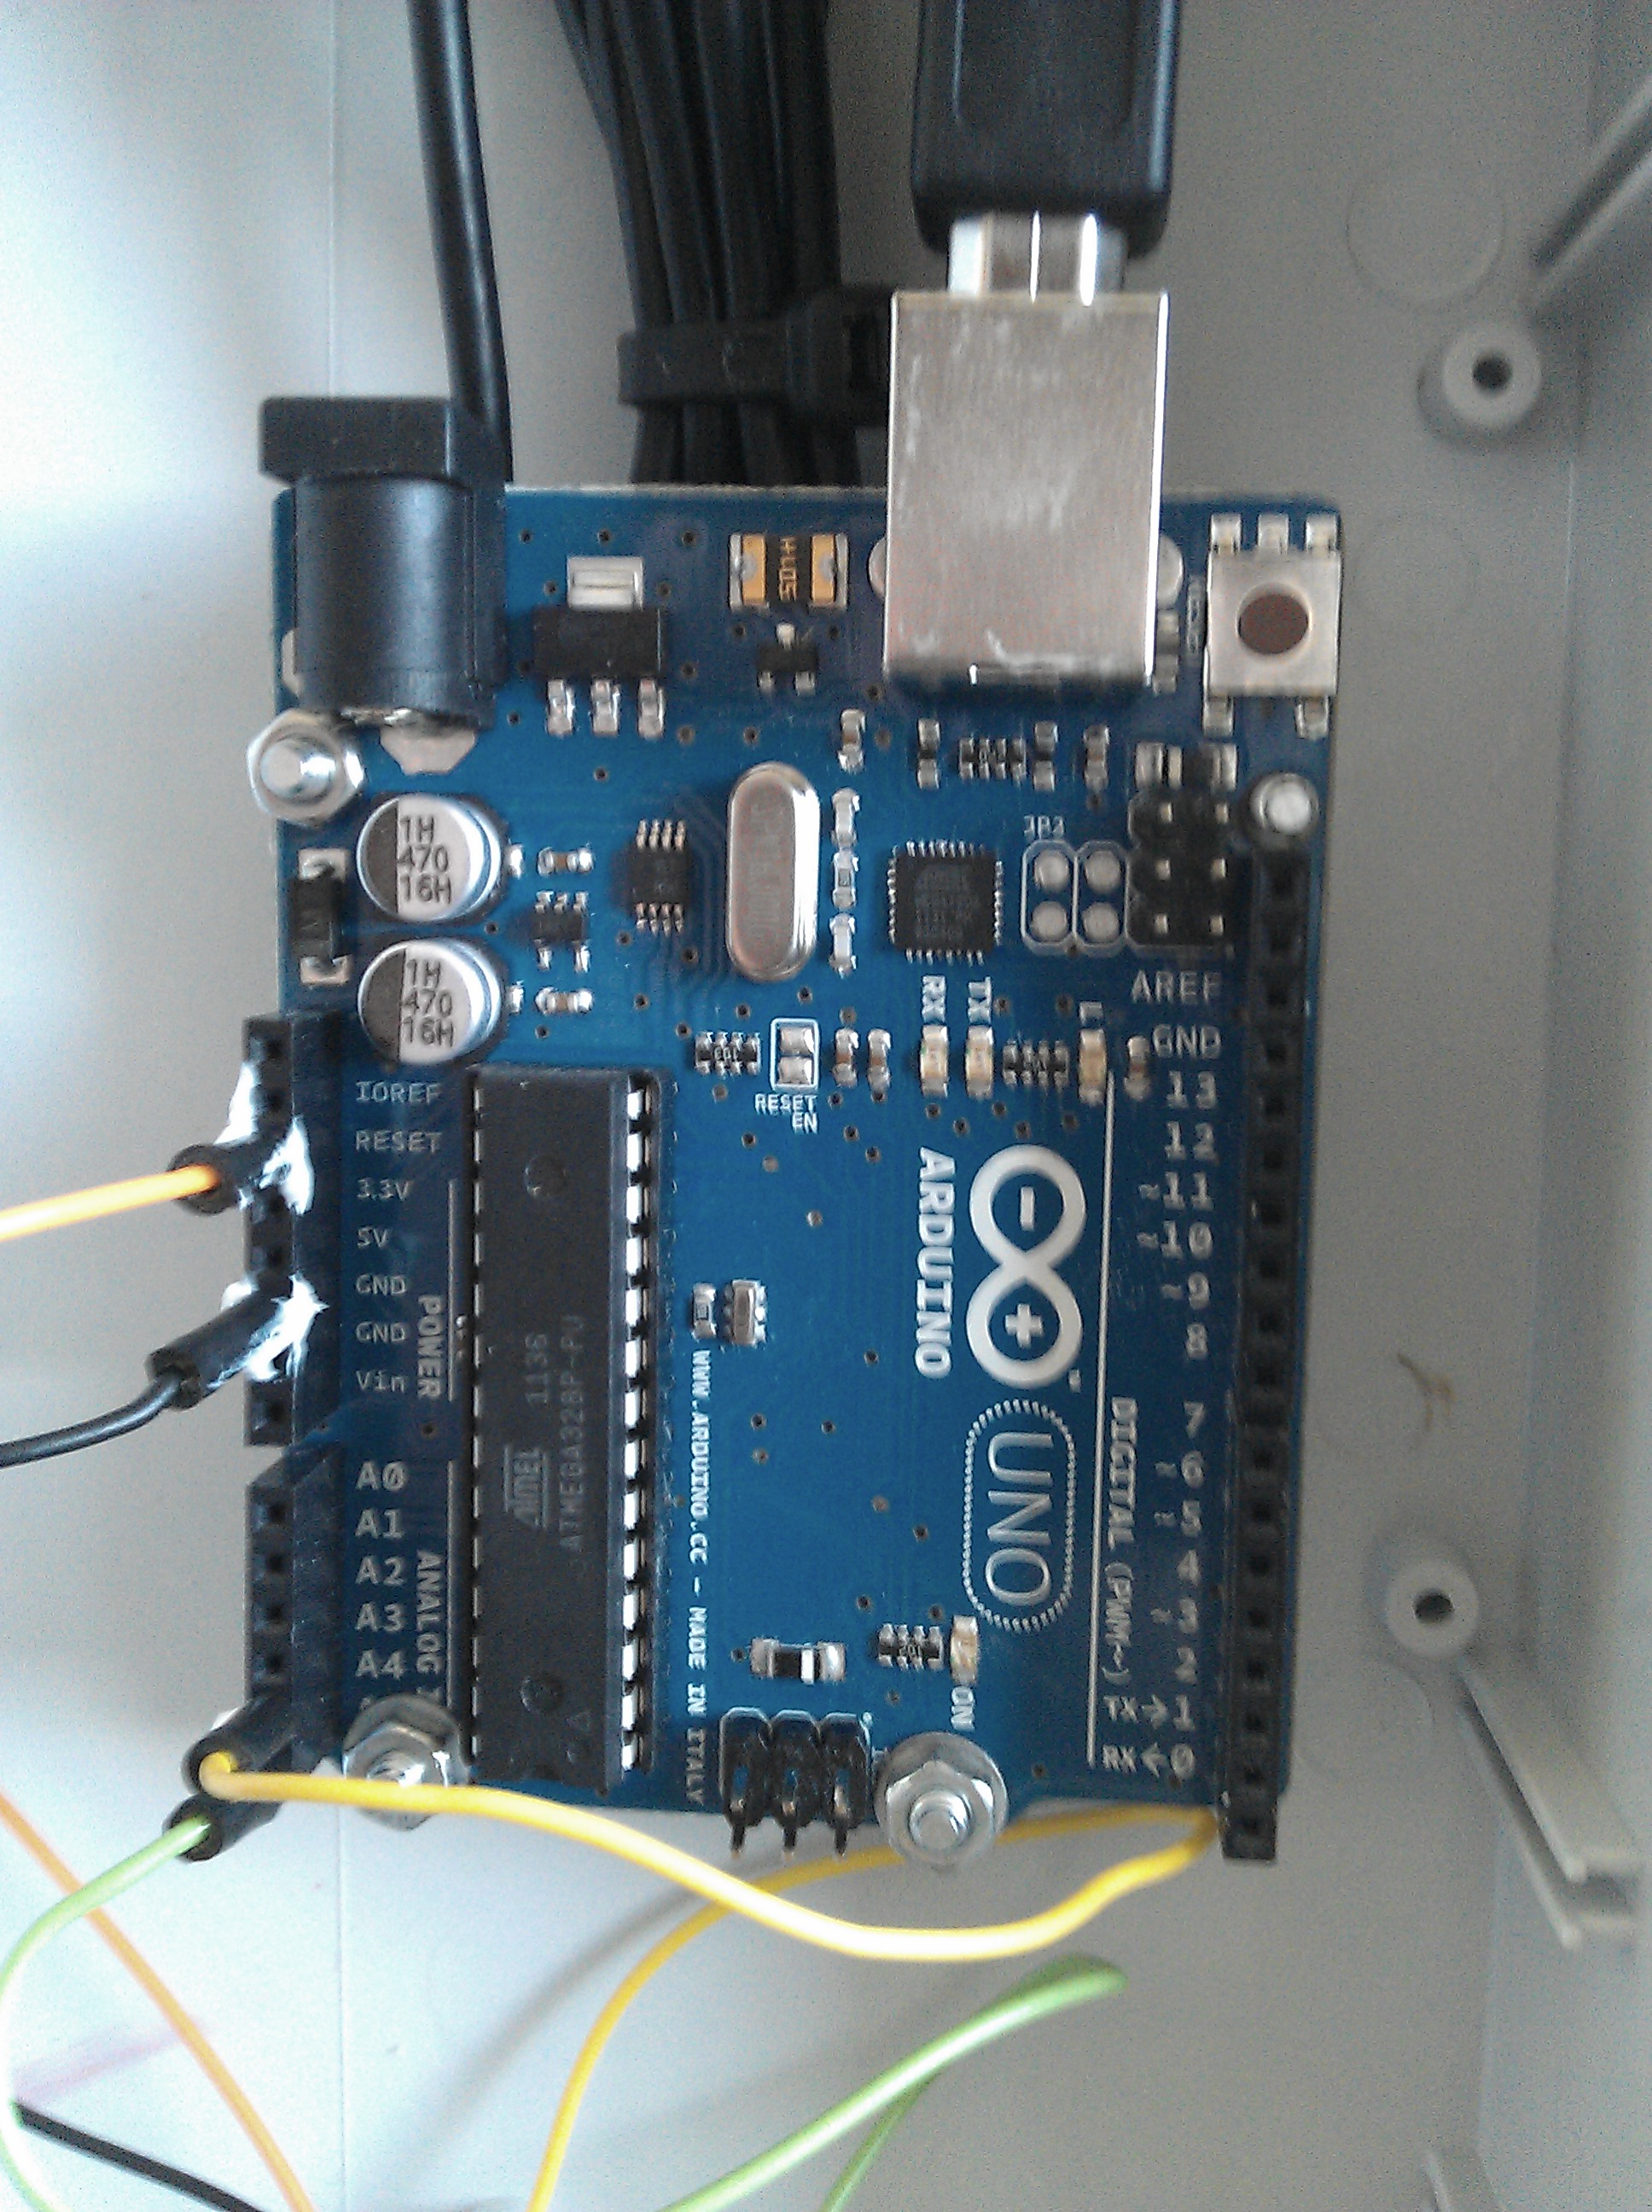 1H
470
16H
1H
470
16H
IOREF
RESET
3.3V
5V
GND
GND
Vin
POWER
A0
A1
A2
A3
A4
ANALOG
ATMEL
ATMEGA328P-PU
1136
RESET
EN
WWW.ARDUINO.CC - MADE IN ITALY
RX
TX
L
ARDUINO
UNO
ON
AREF
GND
13
12
~11
~10
~9
8
7
~6
~5
4
~3
2
TX→1
RX←0
DIGITAL (PWM~)